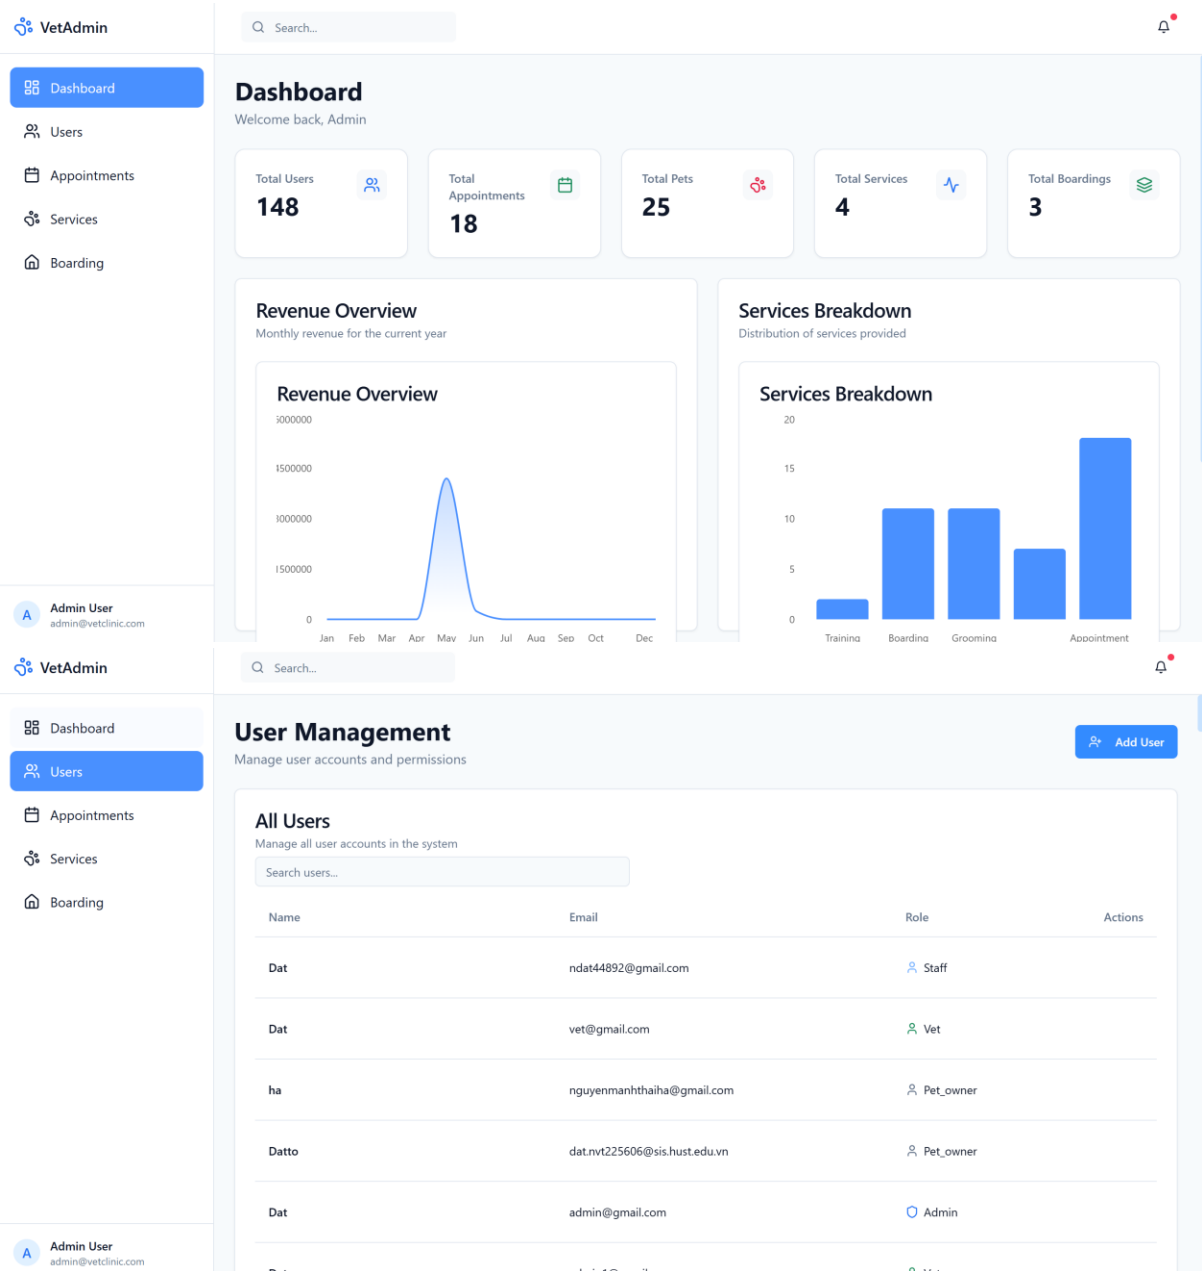 VetAdmin
Search...
Dashboard
Users
Appointments
Services
Boarding
A
Admin User
admin@vetclinic.com
Dashboard
Welcome back, Admin
Total Users
148
Total
Appointments
18
Total Pets
25
Total Services
4
Total Boardings
3
Revenue Overview
Monthly revenue for the current year
Revenue Overview
000000
500000
000000
1500000
0
Jan Feb Mar Apr May Jun Jul Aug Sep Oct Dec
Services Breakdown
Distribution of services provided
Services Breakdown
20
15
10
5
0
Training Boarding Grooming Appointment
VetAdmin
Search...
Dashboard
Users
Appointments
Services
Boarding
A
Admin User
admin@vetclinic.com
User Management
Manage user accounts and permissions
Add User
All Users
Manage all user accounts in the system
Search users...
Name Email Role Actions
Dat ndat44892@gmail.com Staff
Dat vet@gmail.com Vet
ha nguyenmanhthaiha@gmail.com Pet_owner
Datto dat.nvt225606@sis.hust.edu.vn Pet_owner
Dat admin@gmail.com Admin